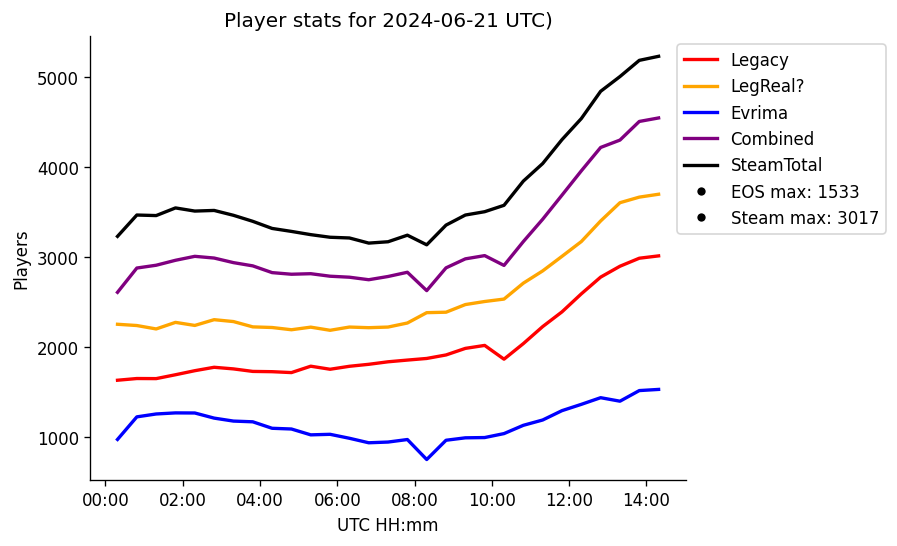 Player stats for 2024-06-21 UTC)
5000
4000
3000
2000
1000
Players
00:00 02:00 04:00 06:00 08:00 10:00 12:00 14:00
UTC HH:mm
Legacy
LegReal?
Evrima
Combined
SteamTotal
EOS max: 1533
Steam max: 3017